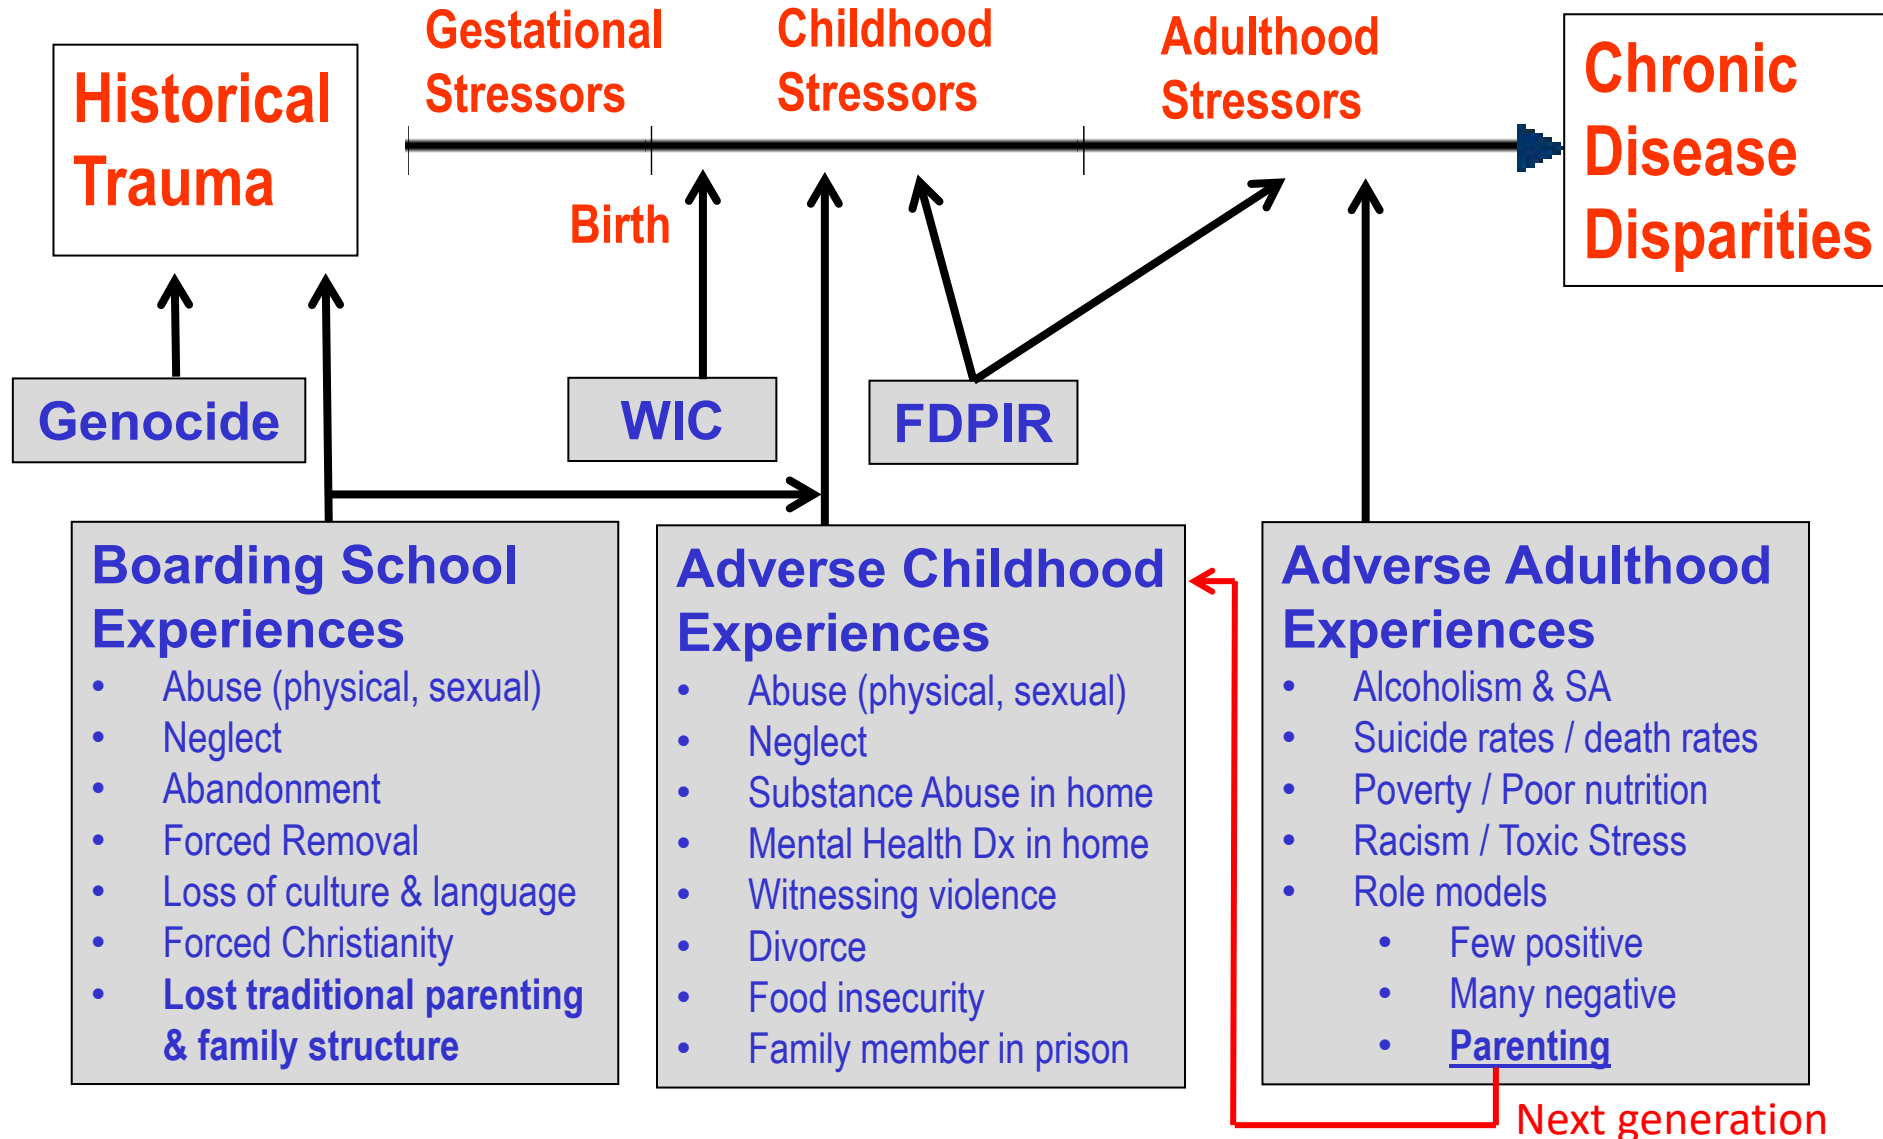 Historical
Trauma
Gestational
Stressors
Childhood
Stressors
Adulthood
Stressors
Chronic
Disease
Disparities
Birth
Genocide
WIC
FDPIR
Boarding School
Experiences
• Abuse (physical, sexual)
• Neglect
• Abandonment
• Forced Removal
• Loss of culture & language
• Forced Christianity
• Lost traditional parenting
& family structure
Adverse Childhood
Experiences
• Abuse (physical, sexual)
• Neglect
• Substance Abuse in home
• Mental Health Dx in home
• Witnessing violence
• Divorce
• Food insecurity
• Family member in prison
Adverse Adulthood
Experiences
• Alcoholism & SA
• Suicide rates / death rates
• Poverty / Poor nutrition
• Racism / Toxic Stress
• Role models
• Few positive
• Many negative
• Parenting
Next generation